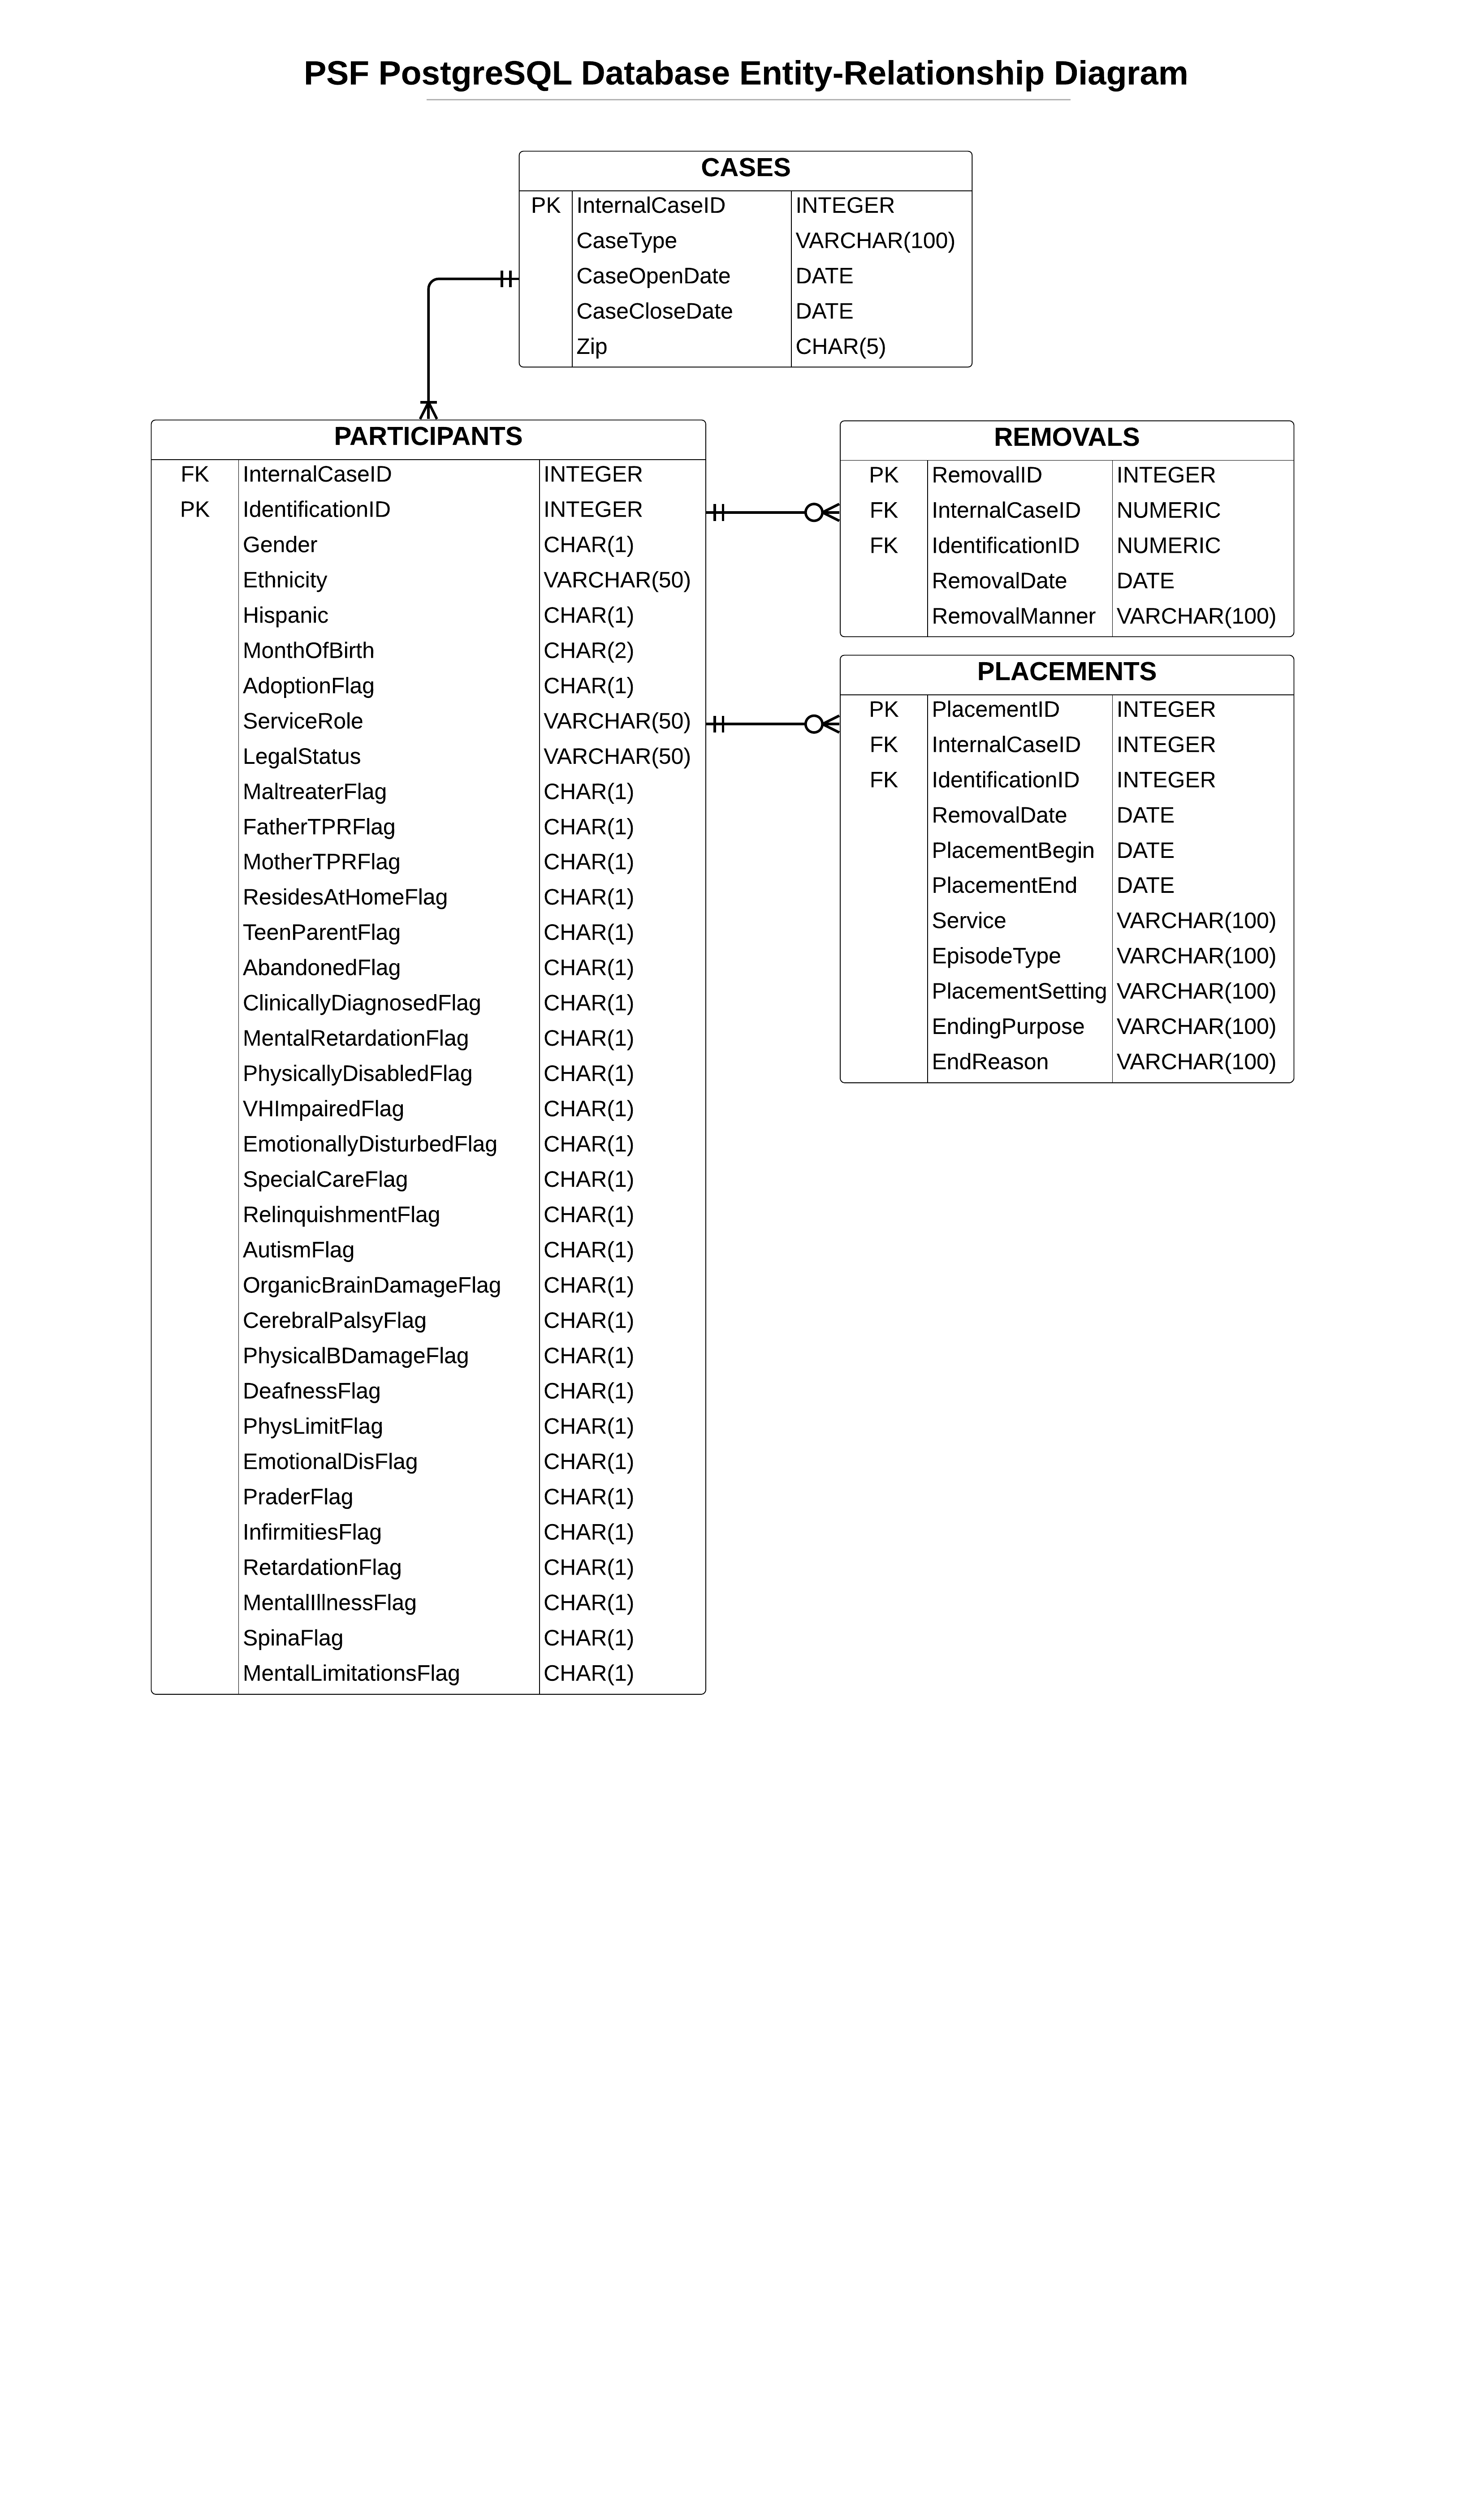 PSF PostgreSQL Database Entity-Relationship Diagram
CASES
PK InternalCaseID INTEGER
CaseType VARCHAR(100)
CaseOpenDate DATE
CaseCloseDate DATE
Zip CHAR(5)
PARTICIPANTS
FK InternalCaseID INTEGER
PK IdentificationID INTEGER
Gender CHAR(1)
Ethnicity VARCHAR(50)
Hispanic CHAR(1)
MonthOfBirth CHAR(2)
AdoptionFlag CHAR(1)
ServiceRole VARCHAR(50)
LegalStatus VARCHAR(50)
MaltreaterFlag CHAR(1)
FatherTPRFlag CHAR(1)
MotherTPRFlag CHAR(1)
ResidesAtHomeFlag CHAR(1)
TeenParentFlag CHAR(1)
AbandonedFlag CHAR(1)
ClinicallyDiagnosedFlag CHAR(1)
MentalRetardationFlag CHAR(1)
PhysicallyDisabledFlag CHAR(1)
VHImpairedFlag CHAR(1)
EmotionallyDisturbedFlag CHAR(1)
SpecialCareFlag CHAR(1)
RelinquishmentFlag CHAR(1)
AutismFlag CHAR(1)
OrganicBrainDamageFlag CHAR(1)
CerebralPalsyFlag CHAR(1)
PhysicalBDamageFlag CHAR(1)
DeafnessFlag CHAR(1)
PhysLimitFlag CHAR(1)
EmotionalDisFlag CHAR(1)
PraderFlag CHAR(1)
InfirmitiesFlag CHAR(1)
RetardationFlag CHAR(1)
MentalIllnessFlag CHAR(1)
SpinaFlag CHAR(1)
MentalLimitationsFlag CHAR(1)
REMOVALS
PK RemovalID INTEGER
FK InternalCaseID NUMERIC
FK IdentificationID NUMERIC
RemovalDate DATE
RemovalManner VARCHAR(100)
PLACEMENTS
PK PlacementID INTEGER
FK InternalCaseID INTEGER
FK IdentificationID INTEGER
RemovalDate DATE
PlacementBegin DATE
PlacementEnd DATE
Service VARCHAR(100)
EpisodeType VARCHAR(100)
PlacementSetting VARCHAR(100)
EndingPurpose VARCHAR(100)
EndReason VARCHAR(100)